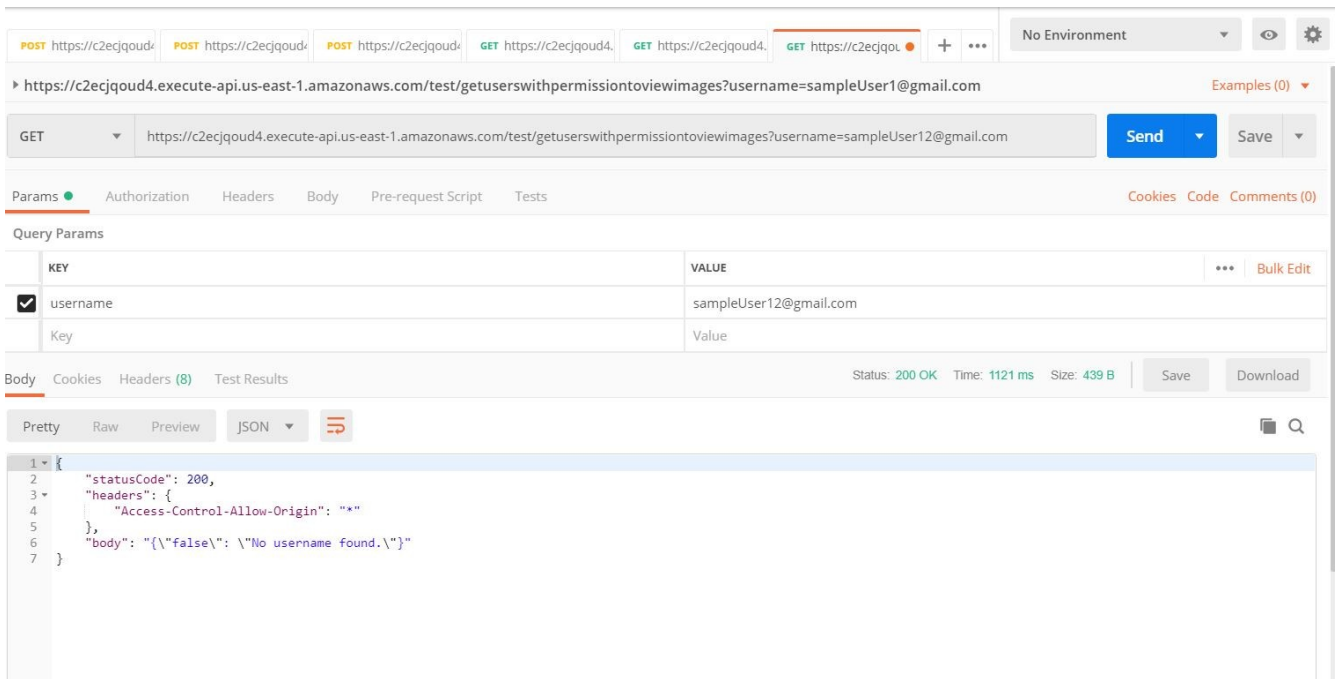 POST https://c2ecjqoud4 POST https://c2ecjqoud4 POST https://c2ecjqoud4 GET https://c2ecjqoud4. GET https://c2ecjqoud4. GET https://c2ecjqou + ••• No Environment
https://c2ecjqoud4.execute-api.us-east-1.amazonaws.com/test/getuserswithpermissiontoviewimages?username=sampleUser1@gmail.com Examples (0)
GET https://c2ecjqoud4.execute-api.us-east-1.amazonaws.com/test/getuserswithpermissiontoviewimages?username=sampleUser12@gmail.com Send Save
Params Authorization Headers Body Pre-request Script Tests Cookies Code Comments (0)
Query Params
KEY VALUE ••• Bulk Edit
username sampleUser12@gmail.com
Key Value
Body Cookies Headers (8) Test Results Status: 200 OK Time: 1121 ms Size: 439 B Save Download
Pretty Raw Preview JSON
1 {
2 "statusCode": 200,
3 "headers": {
4 "Access-Control-Allow-Origin": "*"
5 },
6 "body": "{\"false\": \"No username found.\"}"
7 }